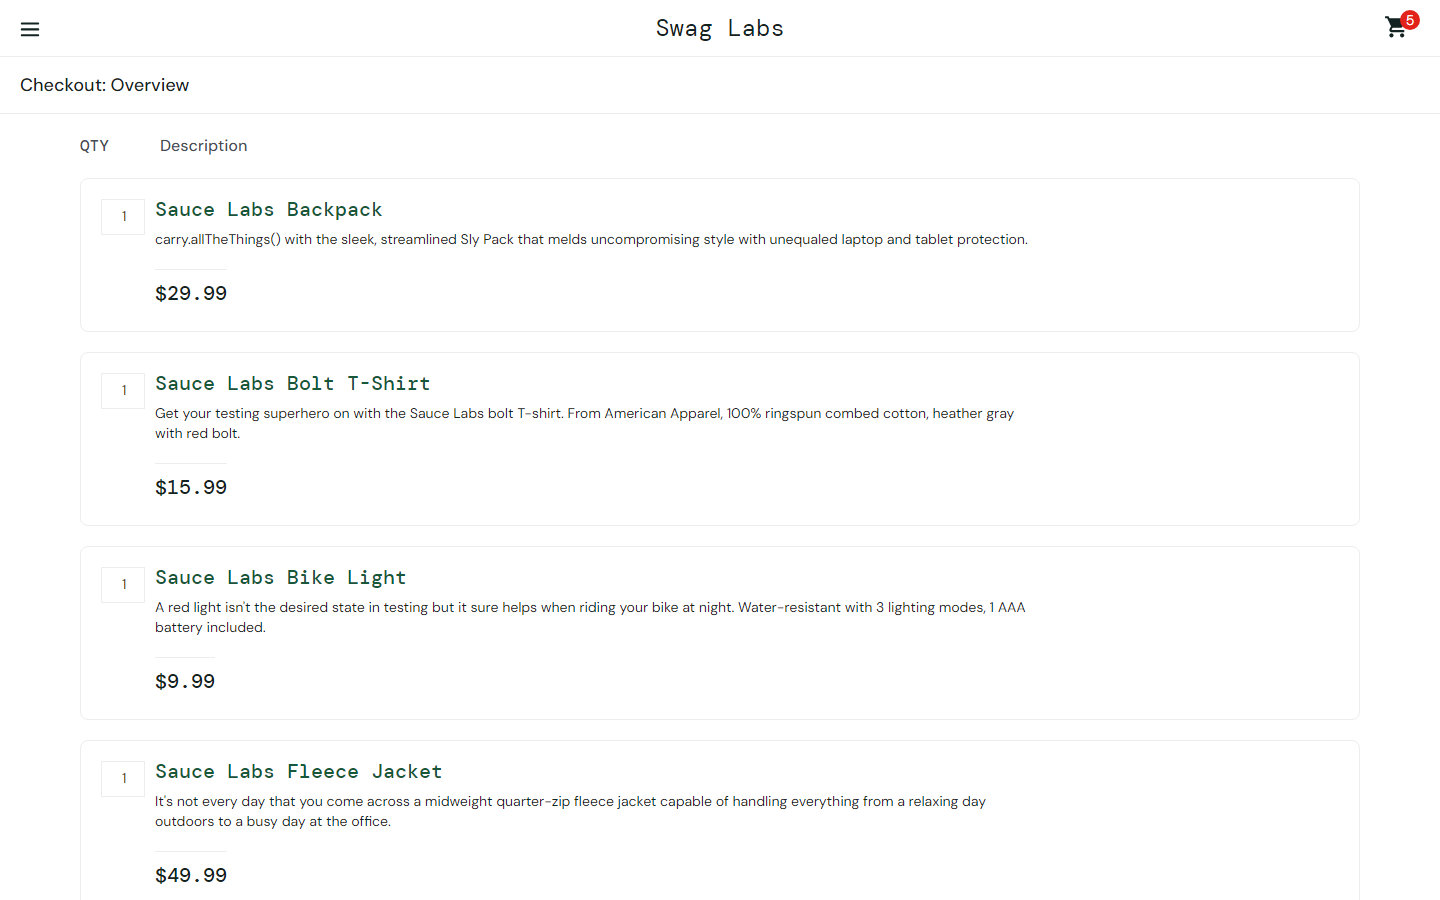 Swag Labs
5
Checkout: Overview
QTY Description
1
Sauce Labs Backpack
carry.allTheThings() with the sleek, streamlined Sly Pack that melds uncompromising style with unequaled laptop and tablet protection.
$29.99
1
Sauce Labs Bolt T-Shirt
Get your testing superhero on with the Sauce Labs bolt T-shirt. From American Apparel, 100% ringspun combed cotton, heather gray
with red bolt.
$15.99
1
Sauce Labs Bike Light
A red light isn't the desired state in testing but it sure helps when riding your bike at night. Water-resistant with 3 lighting modes, 1 AAA
battery included.
$9.99
1
Sauce Labs Fleece Jacket
It's not every day that you come across a midweight quarter-zip fleece jacket capable of handling everything from a relaxing day
outdoors to a busy day at the office.
$49.99